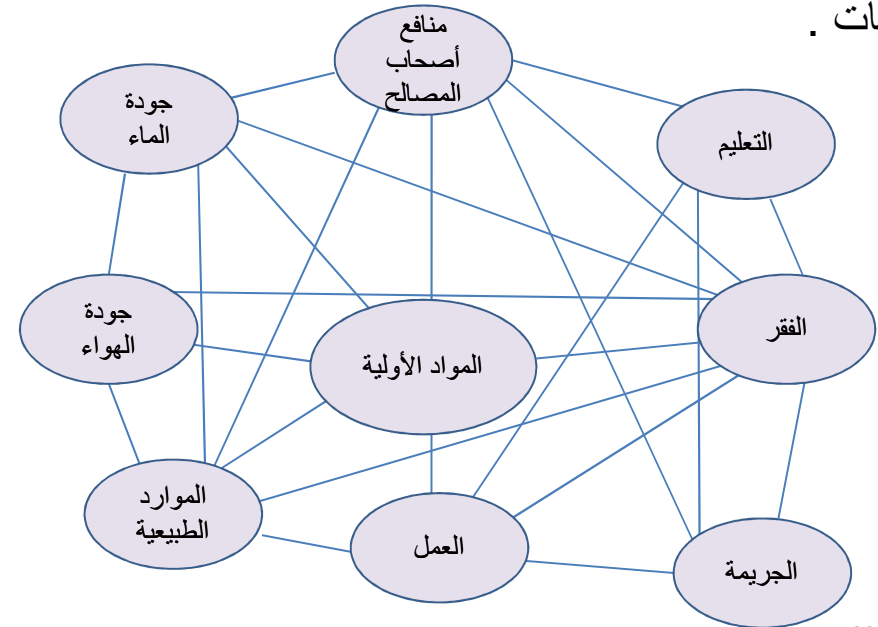 منافع
أصحاب
المصالح
جودة
الماء
التعليم
جودة
الهواء
الفقر
المواد الأولية
الموارد
الطبيعية
العمل
الجريمة